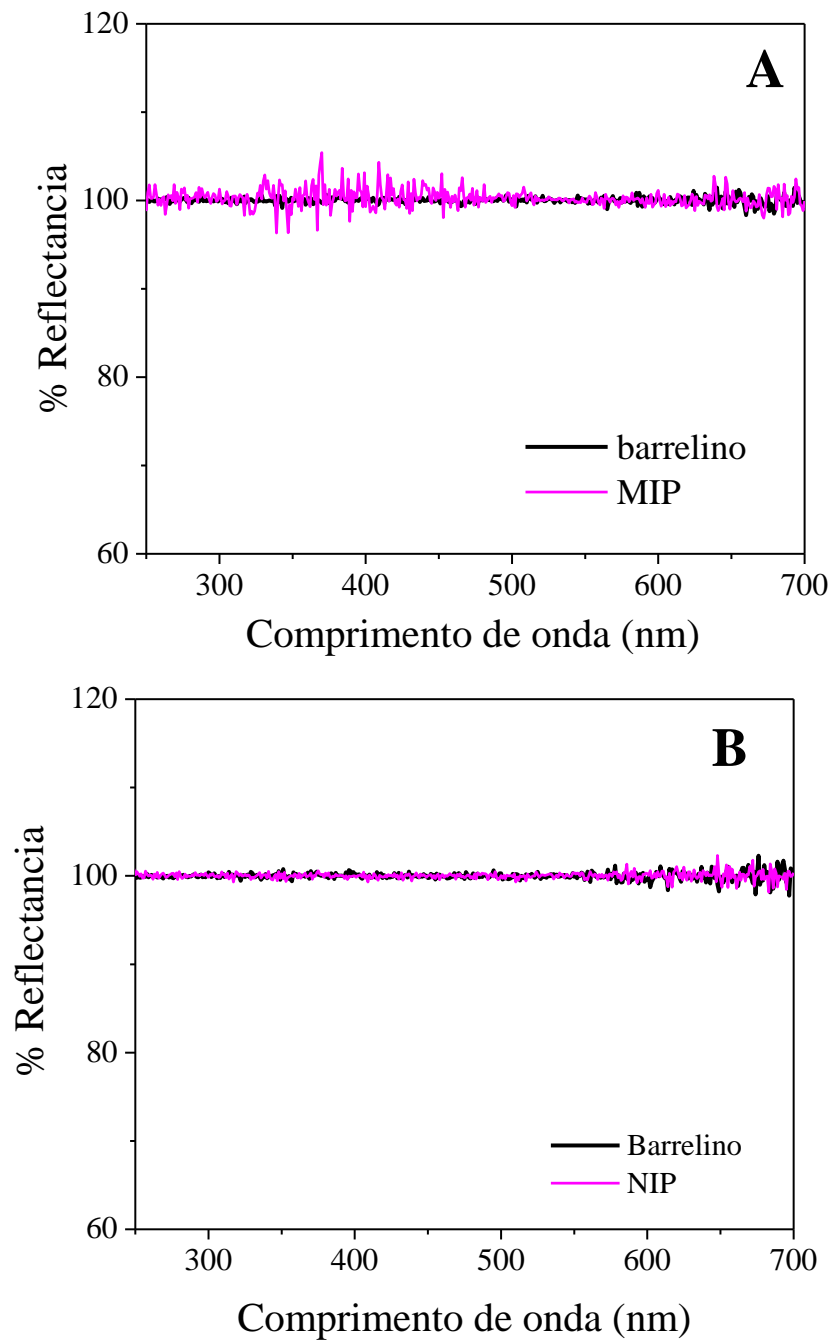 A
% Reflectancia
120
100
80
60
barrelino
MIP
300 400 500 600 700
Comprimento de onda (nm)
B
% Reflectancia
120
100
80
60
Barrelino
NIP
300 400 500 600 700
Comprimento de onda (nm)